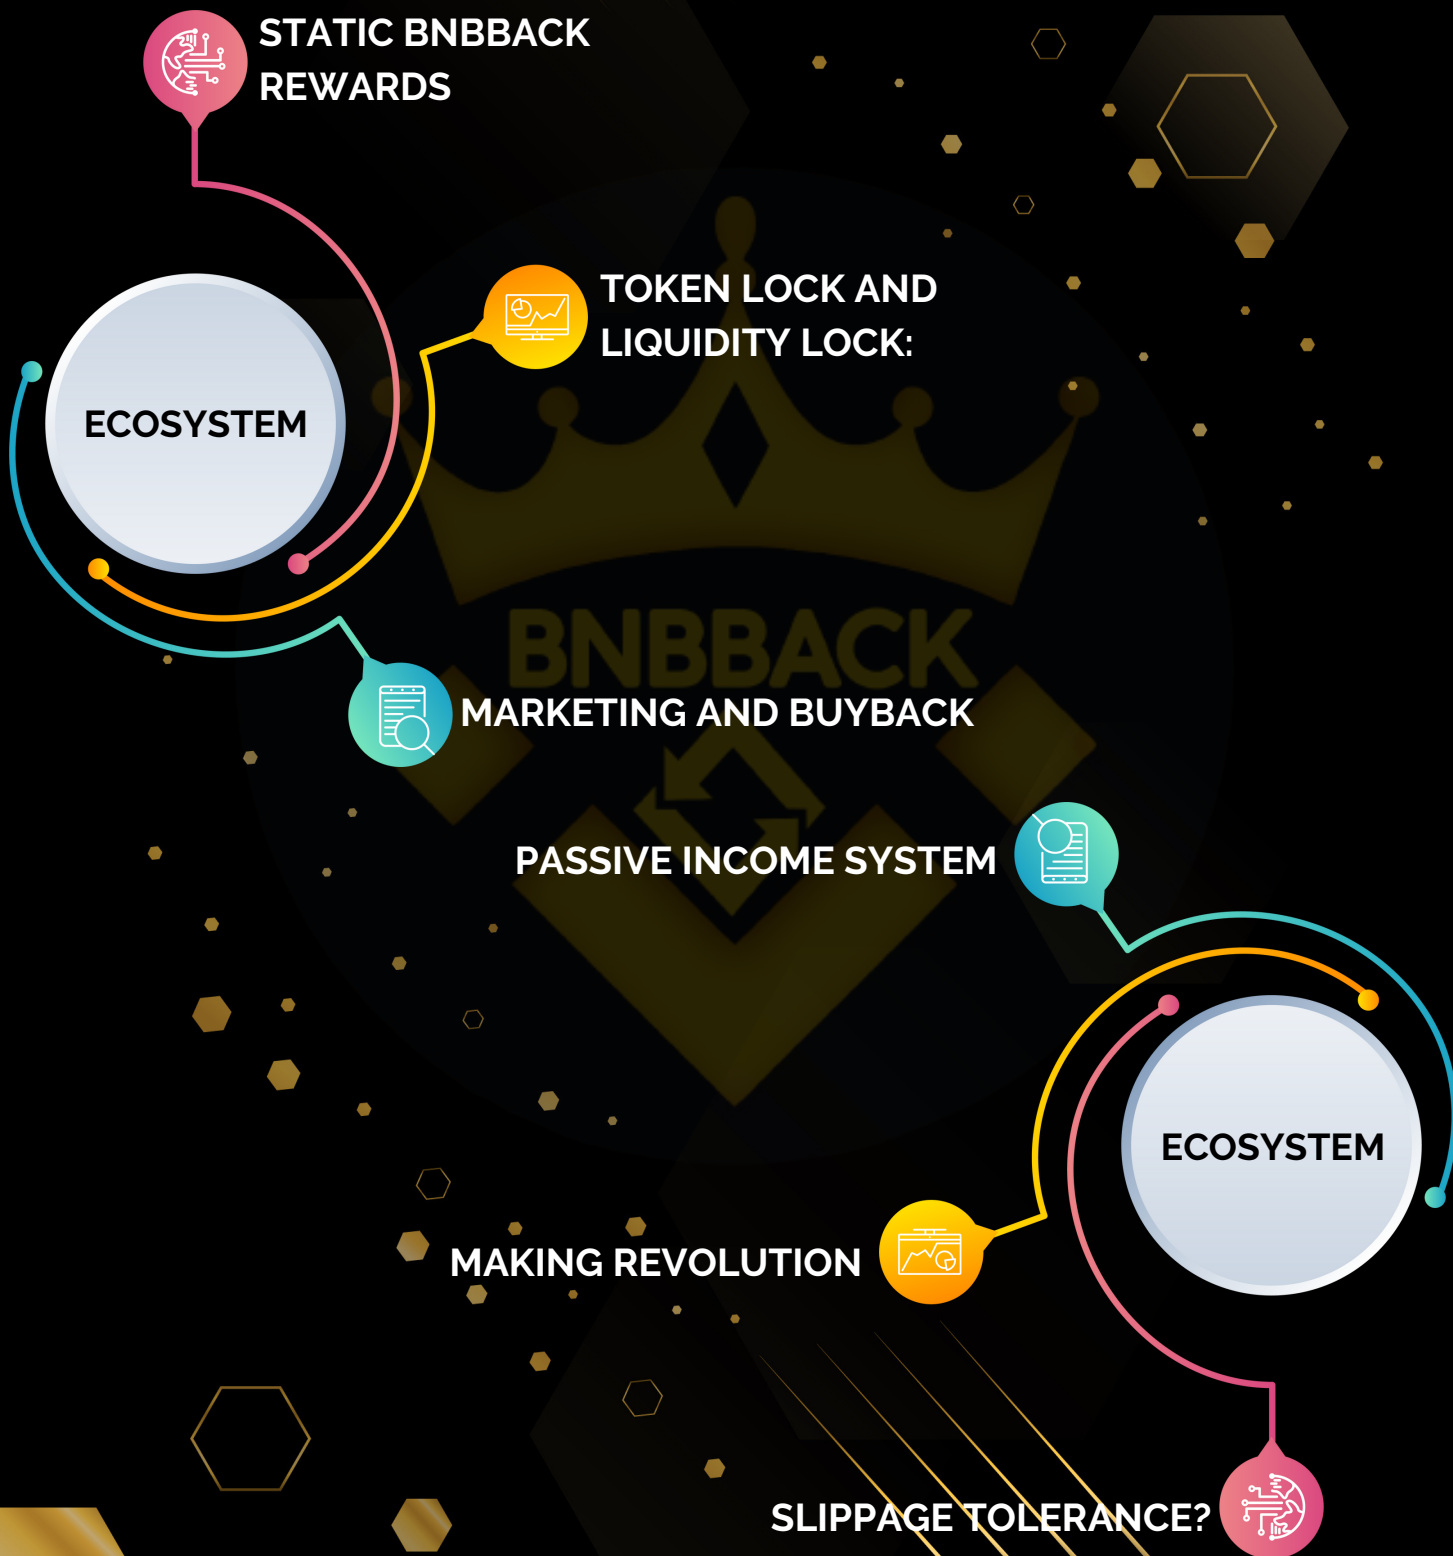 STATIC BNBBACK
REWARDS
TOKEN LOCK AND
LIQUIDITY LOCK:
ECOSYSTEM
BNBBACK
MARKETING AND BUYBACK
PASSIVE INCOME SYSTEM
ECOSYSTEM
MAKING REVOLUTION
SLIPPAGE TOLERANCE?